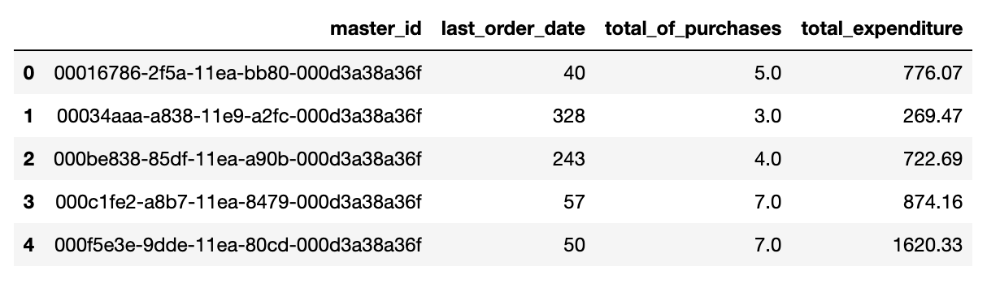 master_id last_order_date total_of_purchases total_expenditure
0 00016786-2f5a-11ea-bb80-000d3a38a36f 40 5.0 776.07
1 00034aaa-a838-11e9-a2fc-000d3a38a36f 328 3.0 269.47
2 000be838-85df-11ea-a90b-000d3a38a36f 243 4.0 722.69
3 000c1fe2-a8b7-11ea-8479-000d3a38a36f 57 7.0 874.16
4 000f5e3e-9dde-11ea-80cd-000d3a38a36f 50 7.0 1620.33